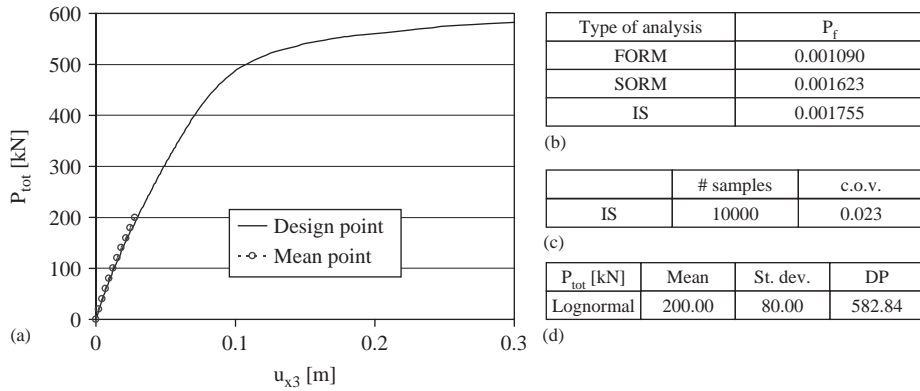 600
500
400
300
200
100
0
P_tot [kN]
Design point
Mean point
(a)
0 0.1 0.2 0.3
u_x3 [m]
Type of analysis P_f
FORM 0.001090
SORM 0.001623
IS 0.001755
(b)
# samples c.o.v.
IS 10000 0.023
(c)
P_tot [kN] Mean St. dev. DP
Lognormal 200.00 80.00 582.84
(d)